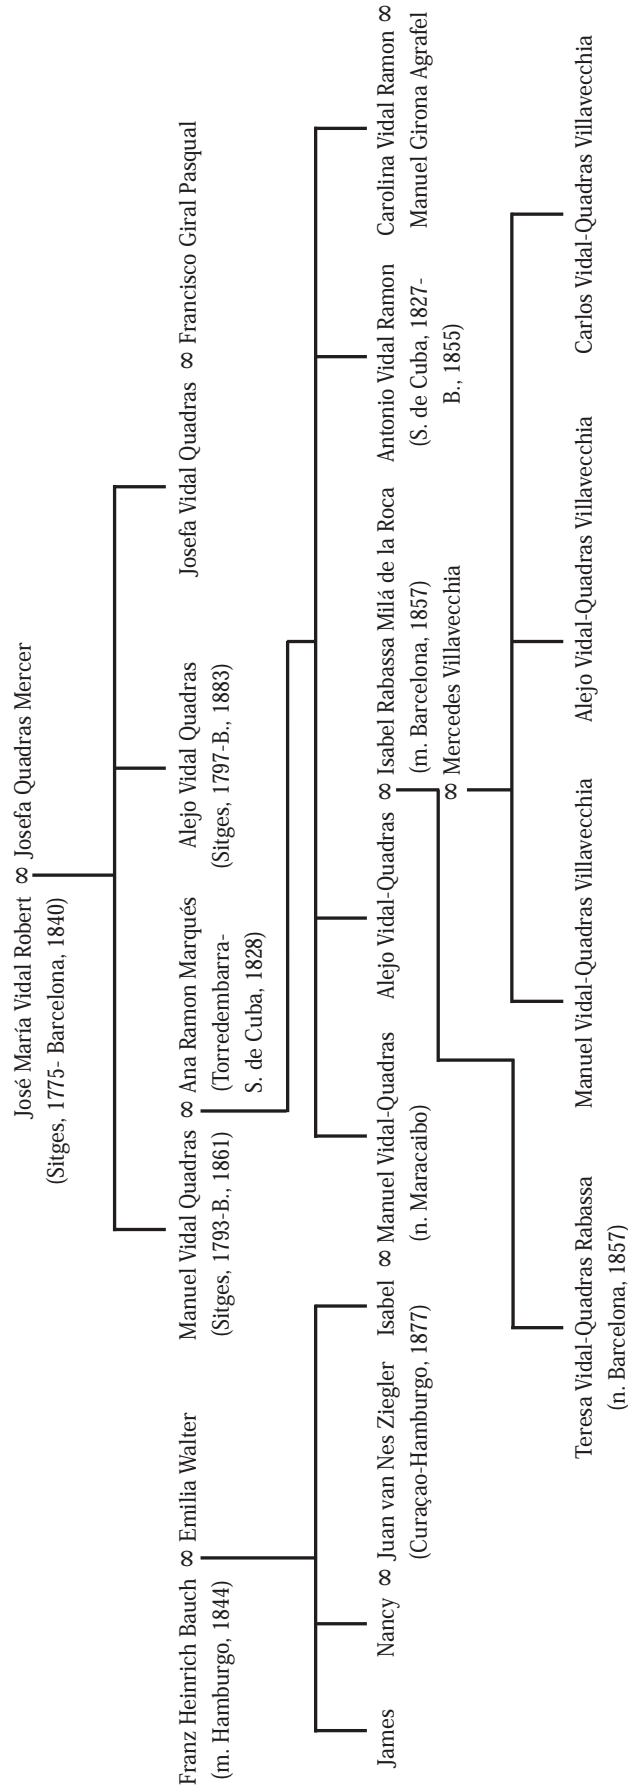 José María Vidal Robert ∞ Josefa Quadras Mercer
(Sitges, 1775- Barcelona, 1840)
Franz Heinrich Bauch ∞ Emilia Walter
(m. Hamburgo, 1844)
Manuel Vidal Quadras ∞ Ana Ramon Marqués
(Sitges, 1793-B., 1861)
(Torredembarra-
S. de Cuba, 1828)
Alejo Vidal Quadras
(Sitges, 1797-B., 1883)
Josefa Vidal Quadras ∞ Francisco Giral Pasqual
James
Nancy ∞ Juan van Nes Ziegler
(Curaçao-Hamburgo, 1877)
Isabel ∞ Manuel Vidal-Quadras
(n. Maracaibo)
Alejo Vidal-Quadras
∞ Isabel Rabassa Milá de la Roca
(m. Barcelona, 1857)
∞ Mercedes Villavecchia
Antonio Vidal Ramon
(S. de Cuba, 1827-
B., 1855)
Carolina Vidal Ramon ∞
Manuel Girona Agrafel
Teresa Vidal-Quadras Rabassa
(n. Barcelona, 1857)
Manuel Vidal-Quadras Villavecchia
Alejo Vidal-Quadras Villavecchia
Carlos Vidal-Quadras Villavecchia